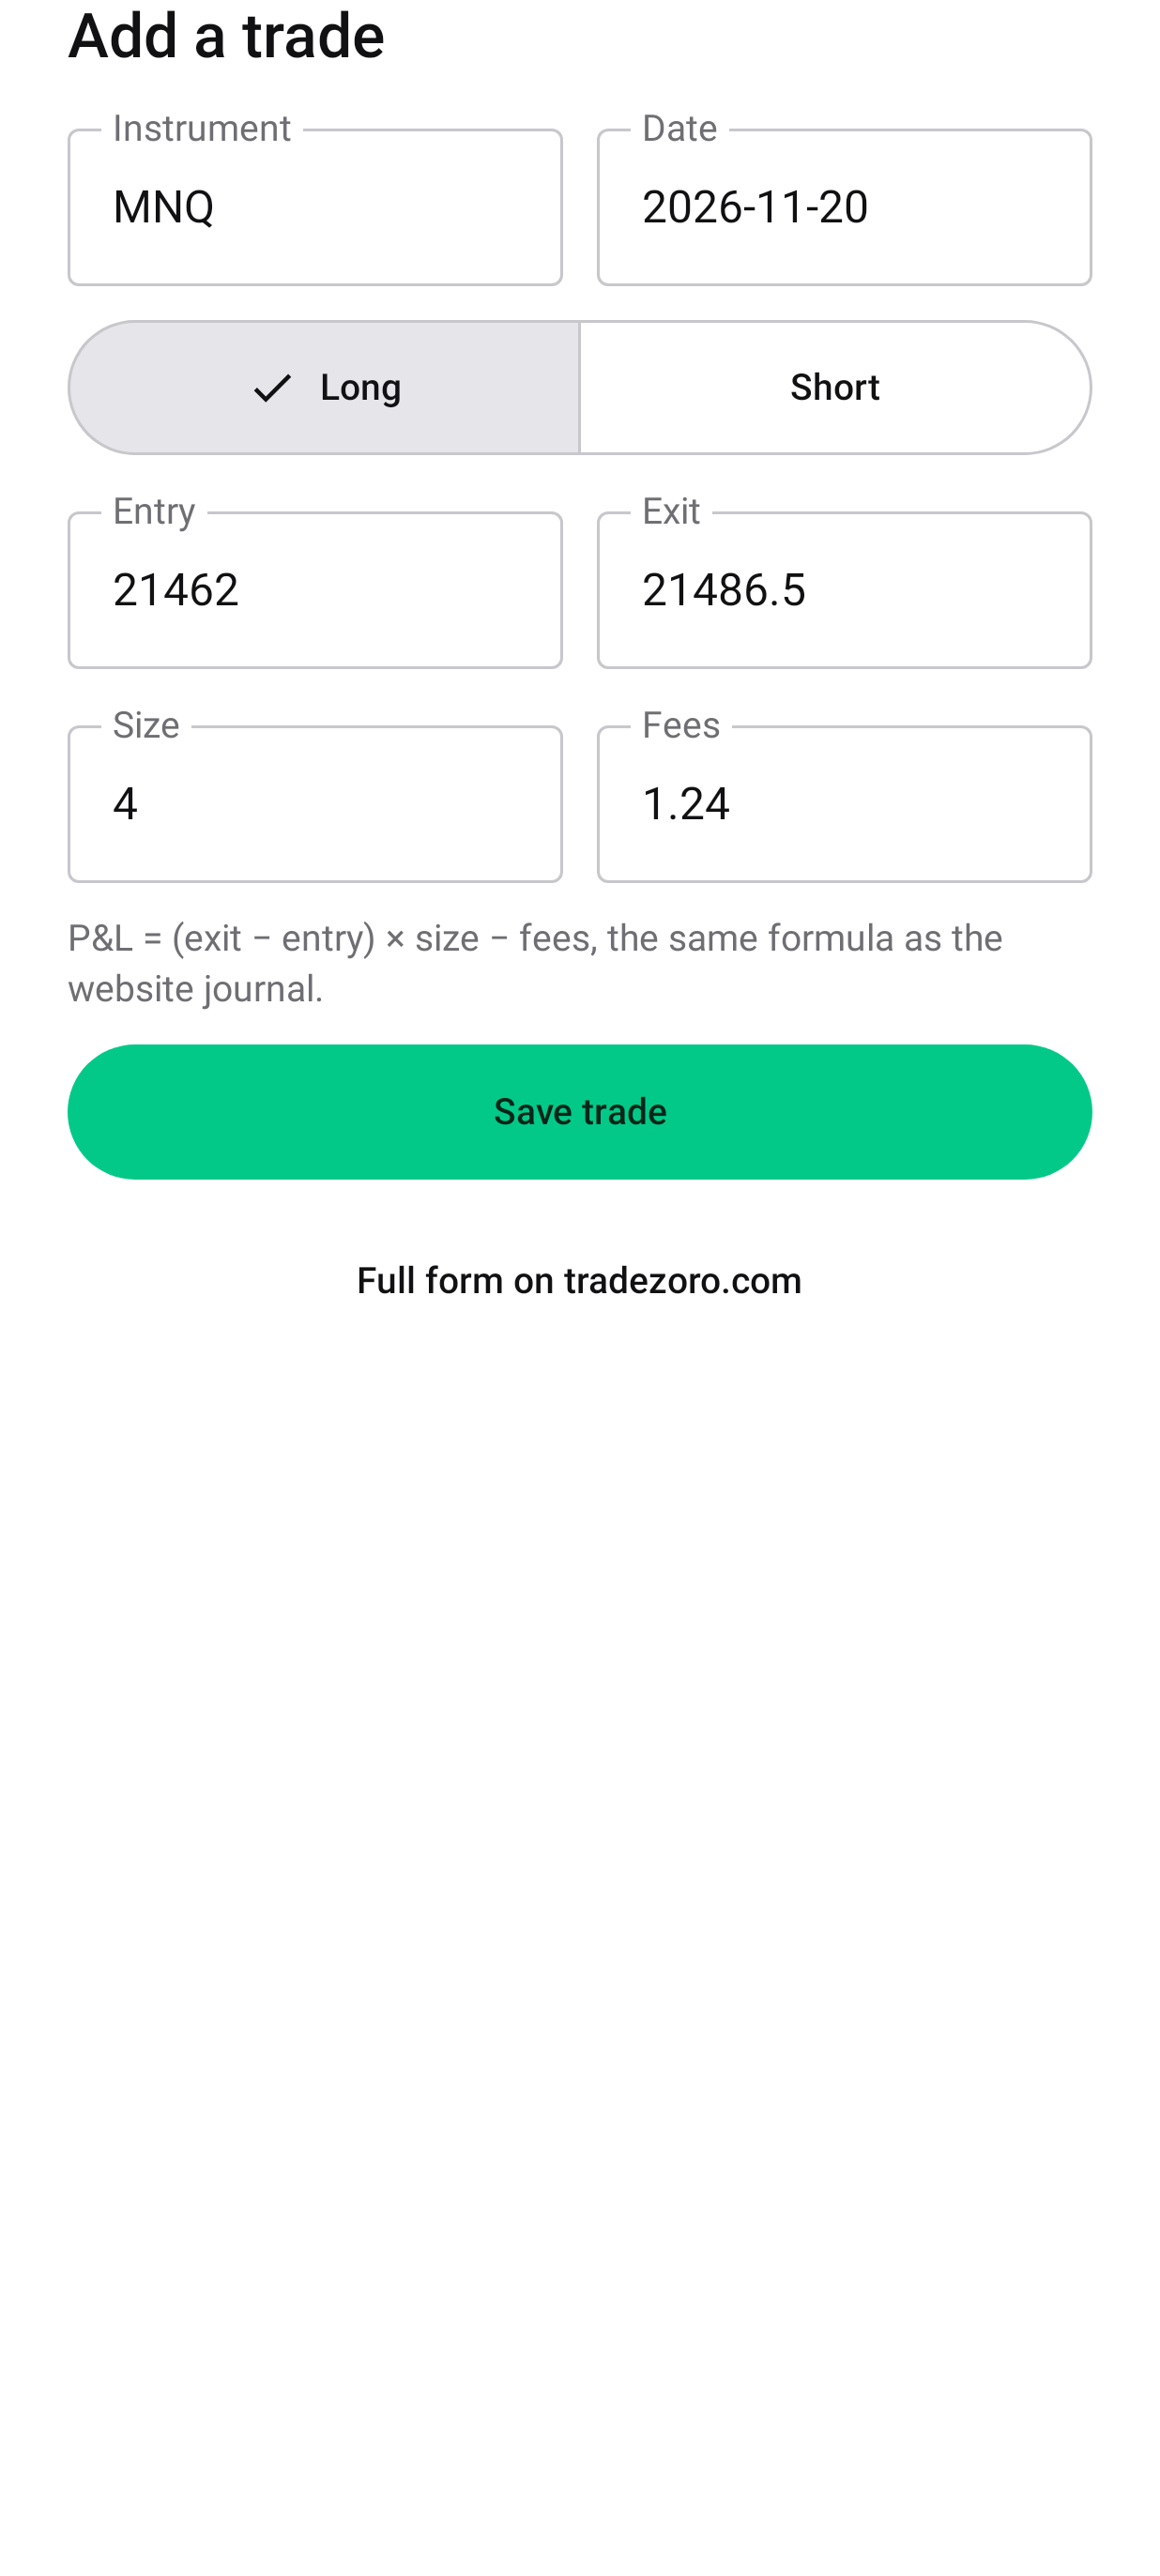 Add a trade
Instrument
MNQ
Date
2026-11-20
Long
Short
Entry
21462
Exit
21486.5
Size
4
Fees
1.24
P&L = (exit − entry) × size − fees, the same formula as the
website journal.
Save trade
Full form on tradezoro.com